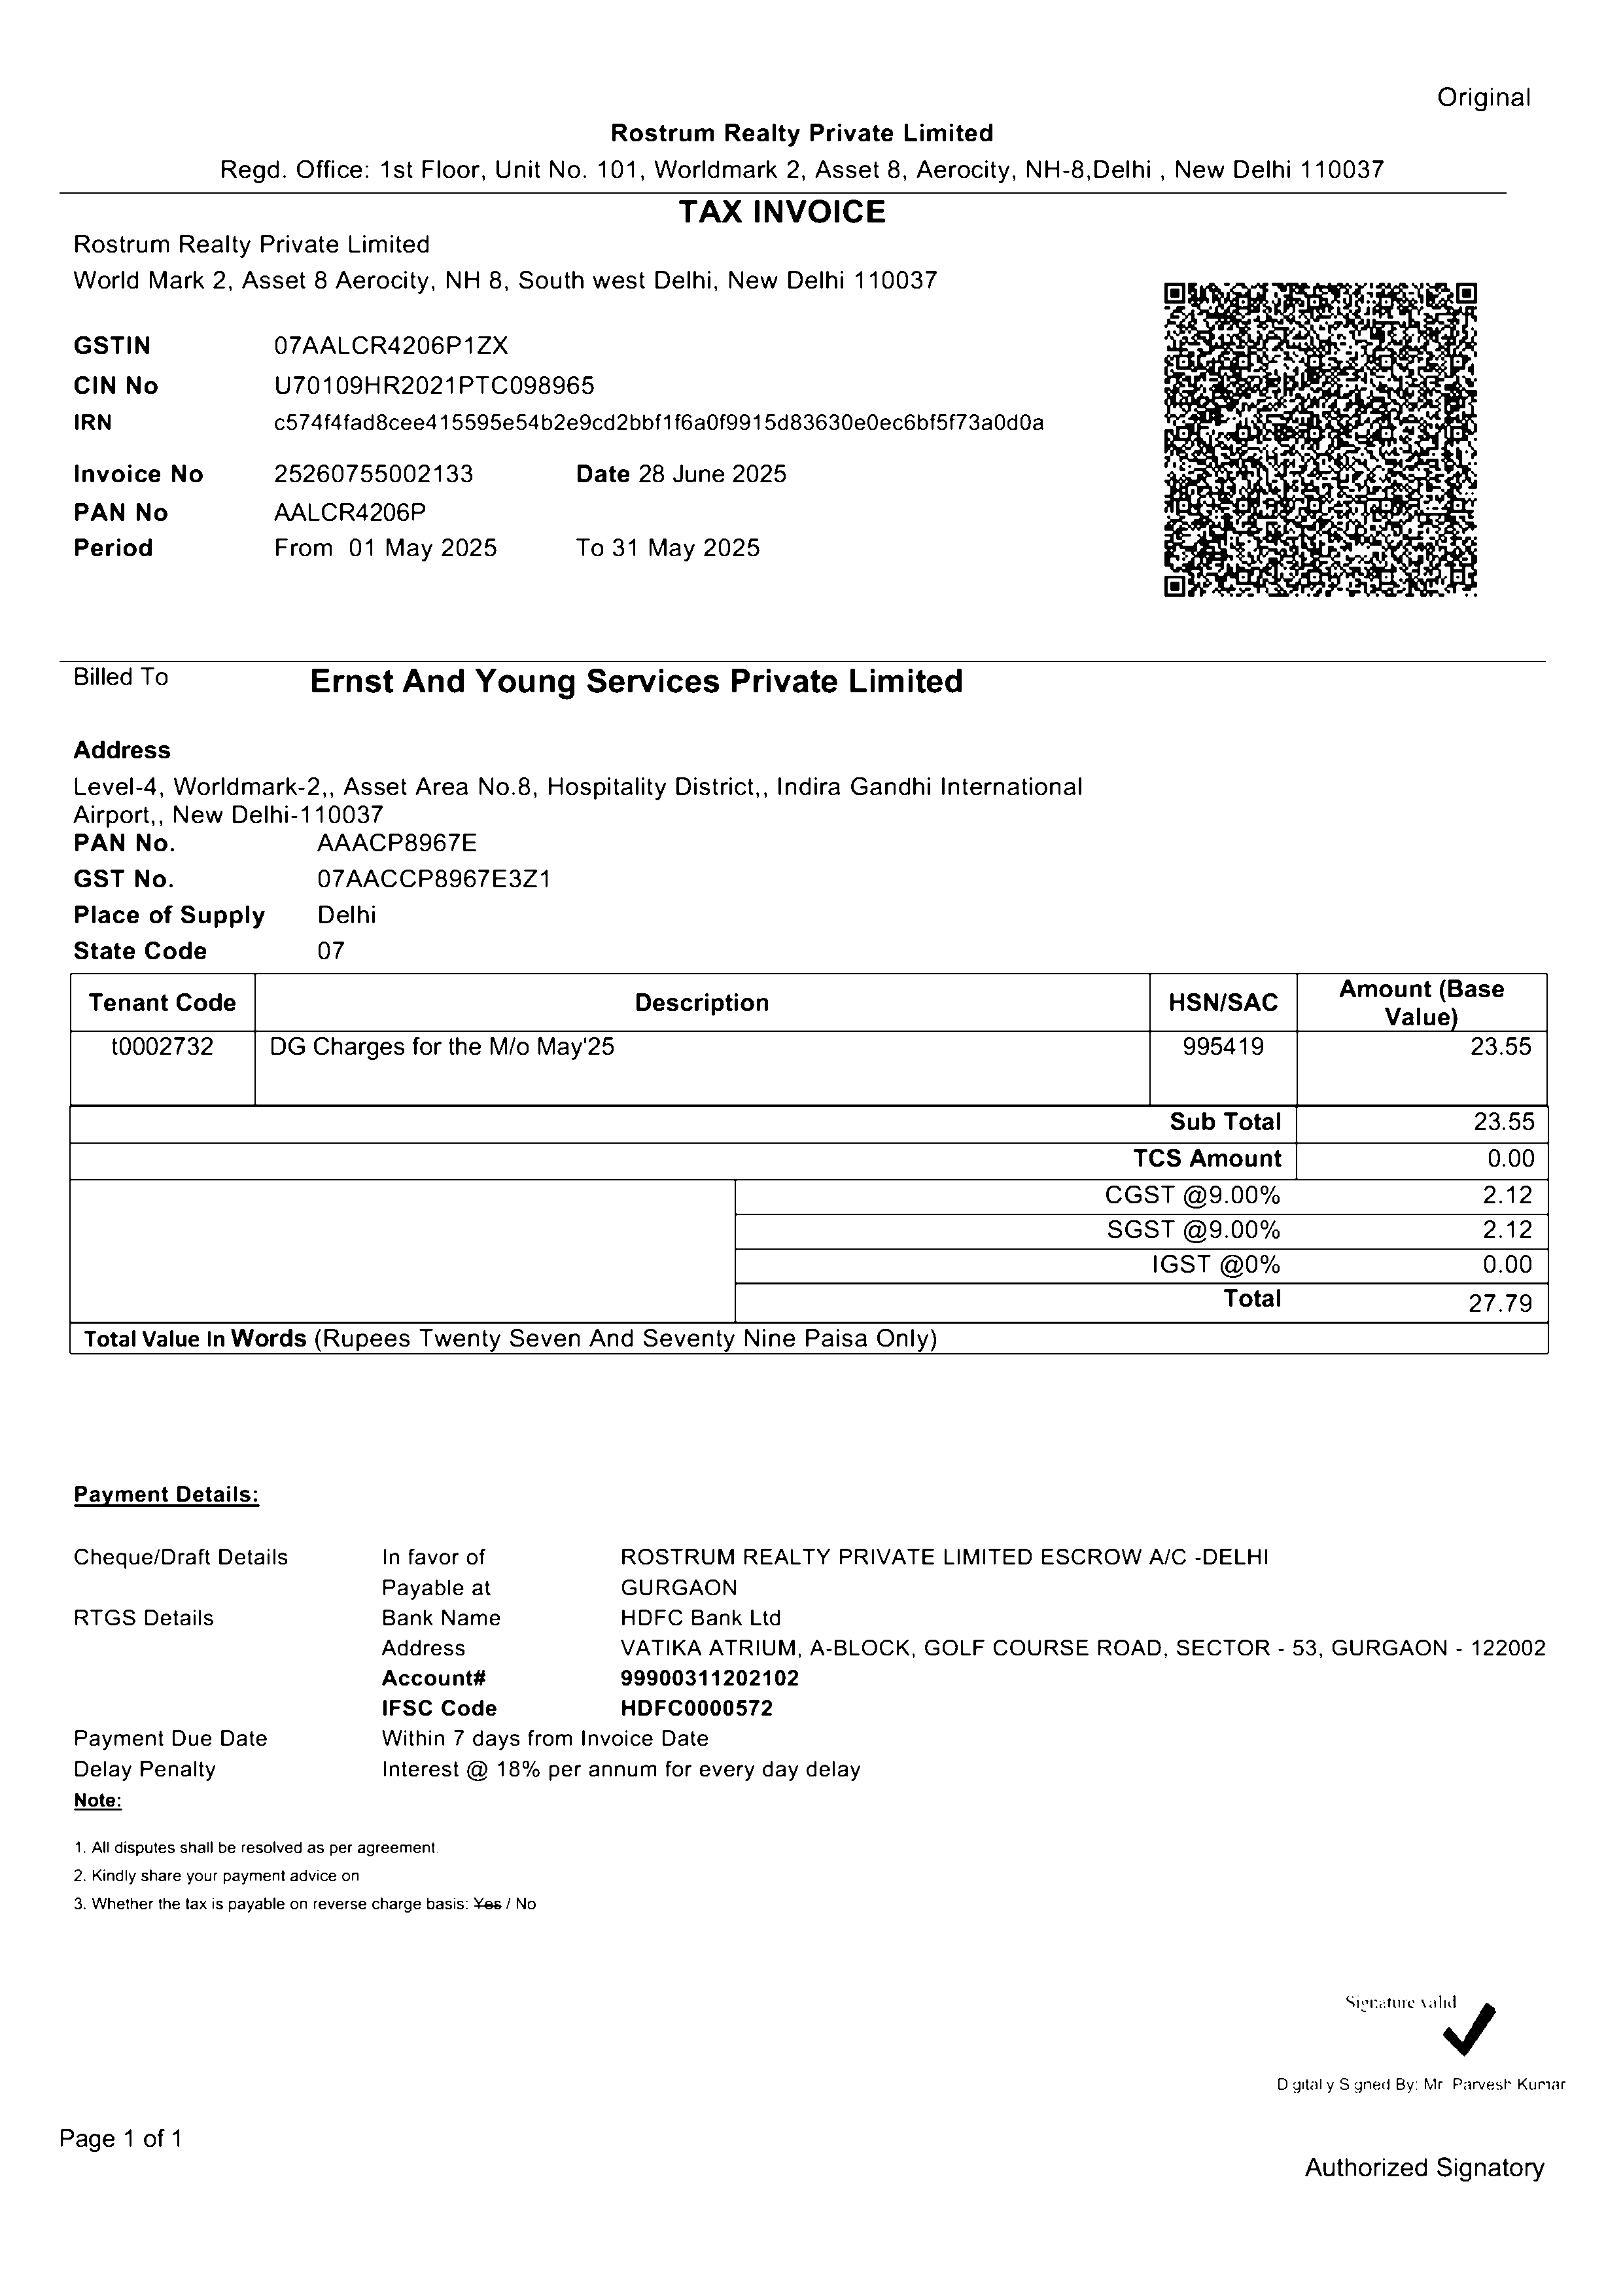 Original
Rostrum Realty Private Limited
Regd. Office: 1st Floor, Unit No. 101, Worldmark 2, Asset 8, Aerocity, NH-8,Delhi , New Delhi 110037
TAX INVOICE
Rostrum Realty Private Limited
World Mark 2, Asset 8 Aerocity, NH 8, South west Delhi, New Delhi 110037
GSTIN 07AALCR4206P1ZX
CIN No U70109HR2021PTC098965
IRN c574f4fad8cee415595e54b2e9cd2bbf1f6a0f9915d83630e0ec6bf5f73a0d0a
Invoice No 25260755002133 Date 28 June 2025
PAN No AALCR4206P
Period From 01 May 2025 To 31 May 2025
Billed To Ernst And Young Services Private Limited
Address
Level-4, Worldmark-2,, Asset Area No.8, Hospitality District,, Indira Gandhi International
Airport,, New Delhi-110037
PAN No. AAACP8967E
GST No. 07AACCP8967E3Z1
Place of Supply Delhi
State Code 07
Tenant Code Description HSN/SAC Amount (Base
Value)
t0002732 DG Charges for the M/o May'25 995419 23.55
Sub Total 23.55
TCS Amount 0.00
CGST @9.00% 2.12
SGST @9.00% 2.12
IGST @0% 0.00
Total 27.79
Total Value In Words (Rupees Twenty Seven And Seventy Nine Paisa Only)
Payment Details:
Cheque/Draft Details In favor of ROSTRUM REALTY PRIVATE LIMITED ESCROW A/C -DELHI
Payable at GURGAON
RTGS Details Bank Name HDFC Bank Ltd
Address VATIKA ATRIUM, A-BLOCK, GOLF COURSE ROAD, SECTOR - 53, GURGAON - 122002
Account# 99900311202102
IFSC Code HDFC0000572
Payment Due Date Within 7 days from Invoice Date
Delay Penalty Interest @ 18% per annum for every day delay
Note:
1. All disputes shall be resolved as per agreement.
2. Kindly share your payment advice on
3. Whether the tax is payable on reverse charge basis: Yes / No
Signature valid
Digitaly Signed By: Mr Parvesh Kumar
Page 1 of 1
Authorized Signatory